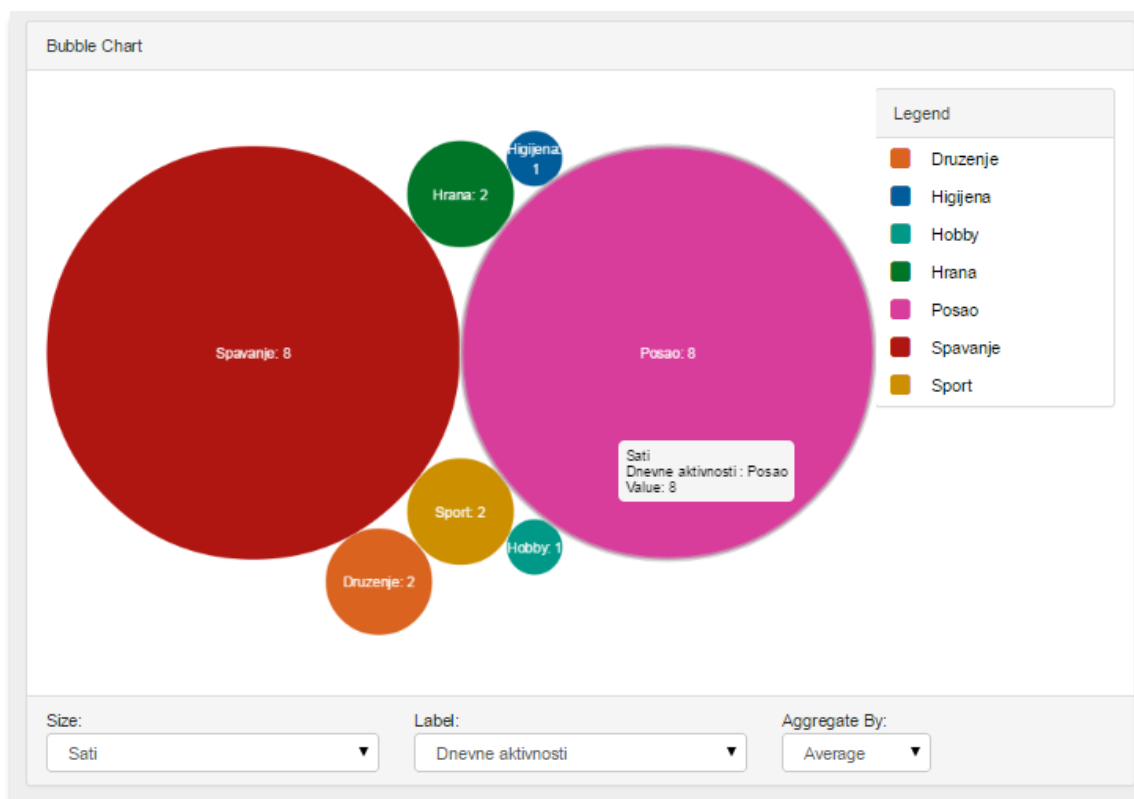 Bubble Chart
Legend
Druzenje
Higijena
Hobby
Hrana
Posao
Spavanje
Sport
Higijena:
1
Hrana: 2
Spavanje: 8
Posao: 8
Sati
Dnevne aktivnosti : Posao
Value: 8
Sport: 2
Hobby: 1
Druzenje: 2
Size:
Label:
Aggregate By:
Sati
Dnevne aktivnosti
Average